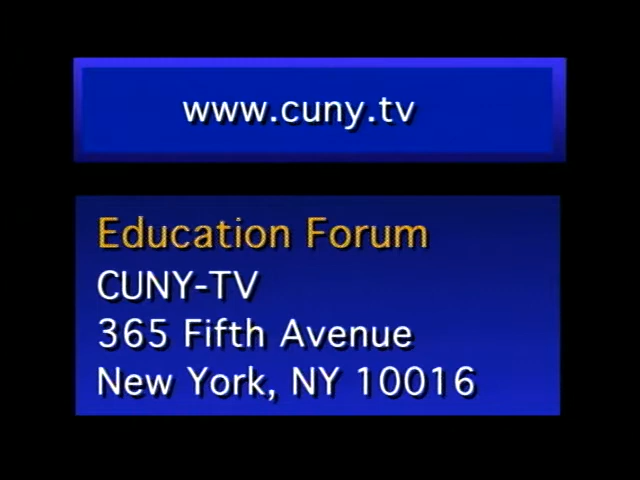 www.cuny.tv
Education Forum
CUNY-TV
365 Fifth Avenue
New York, NY 10016